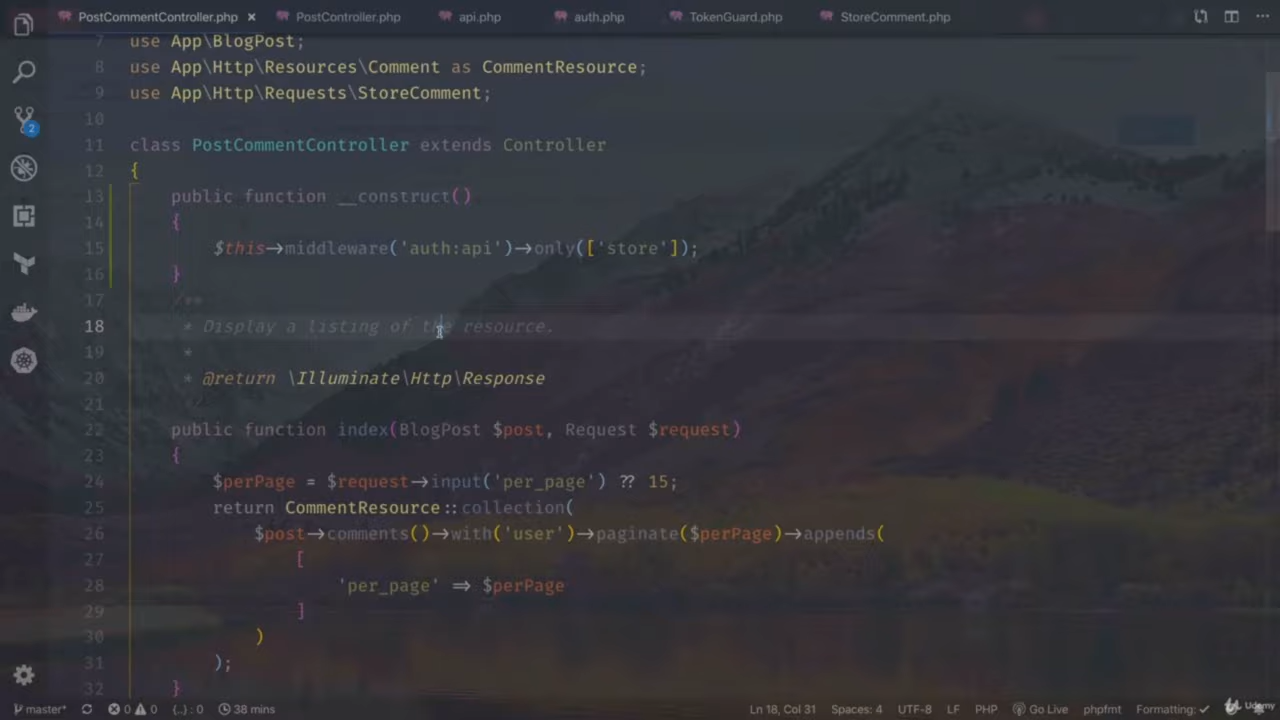 PostCommentController.php × PostController.php api.php auth.php TokenGuard.php StoreComment.php
7 use App\BlogPost;
8 use App\Http\Resources\Comment as CommentResource;
9 use App\Http\Requests\StoreComment;
10
11 class PostCommentController extends Controller
12 {
13 public function __construct()
14 {
15 $this->middleware('auth:api')->only(['store']);
16 }
17 /**
18 * Display a listing of the resource.
19 *
20 * @return \Illuminate\Http\Response
21
22 public function index(BlogPost $post, Request $request)
23 {
24 $perPage = $request->input('per_page') ?? 15;
25 return CommentResource::collection(
26 $post->comments()->with('user')->paginate($perPage)->appends(
27 [
28 'per_page' => $perPage
29 ]
30 )
31 );
32 }
2
master* 0 0 {..} : 0 38 mins Ln 18, Col 31 Spaces: 4 UTF-8 LF PHP Go Live phpfmt Formatting: ✓ Udemy